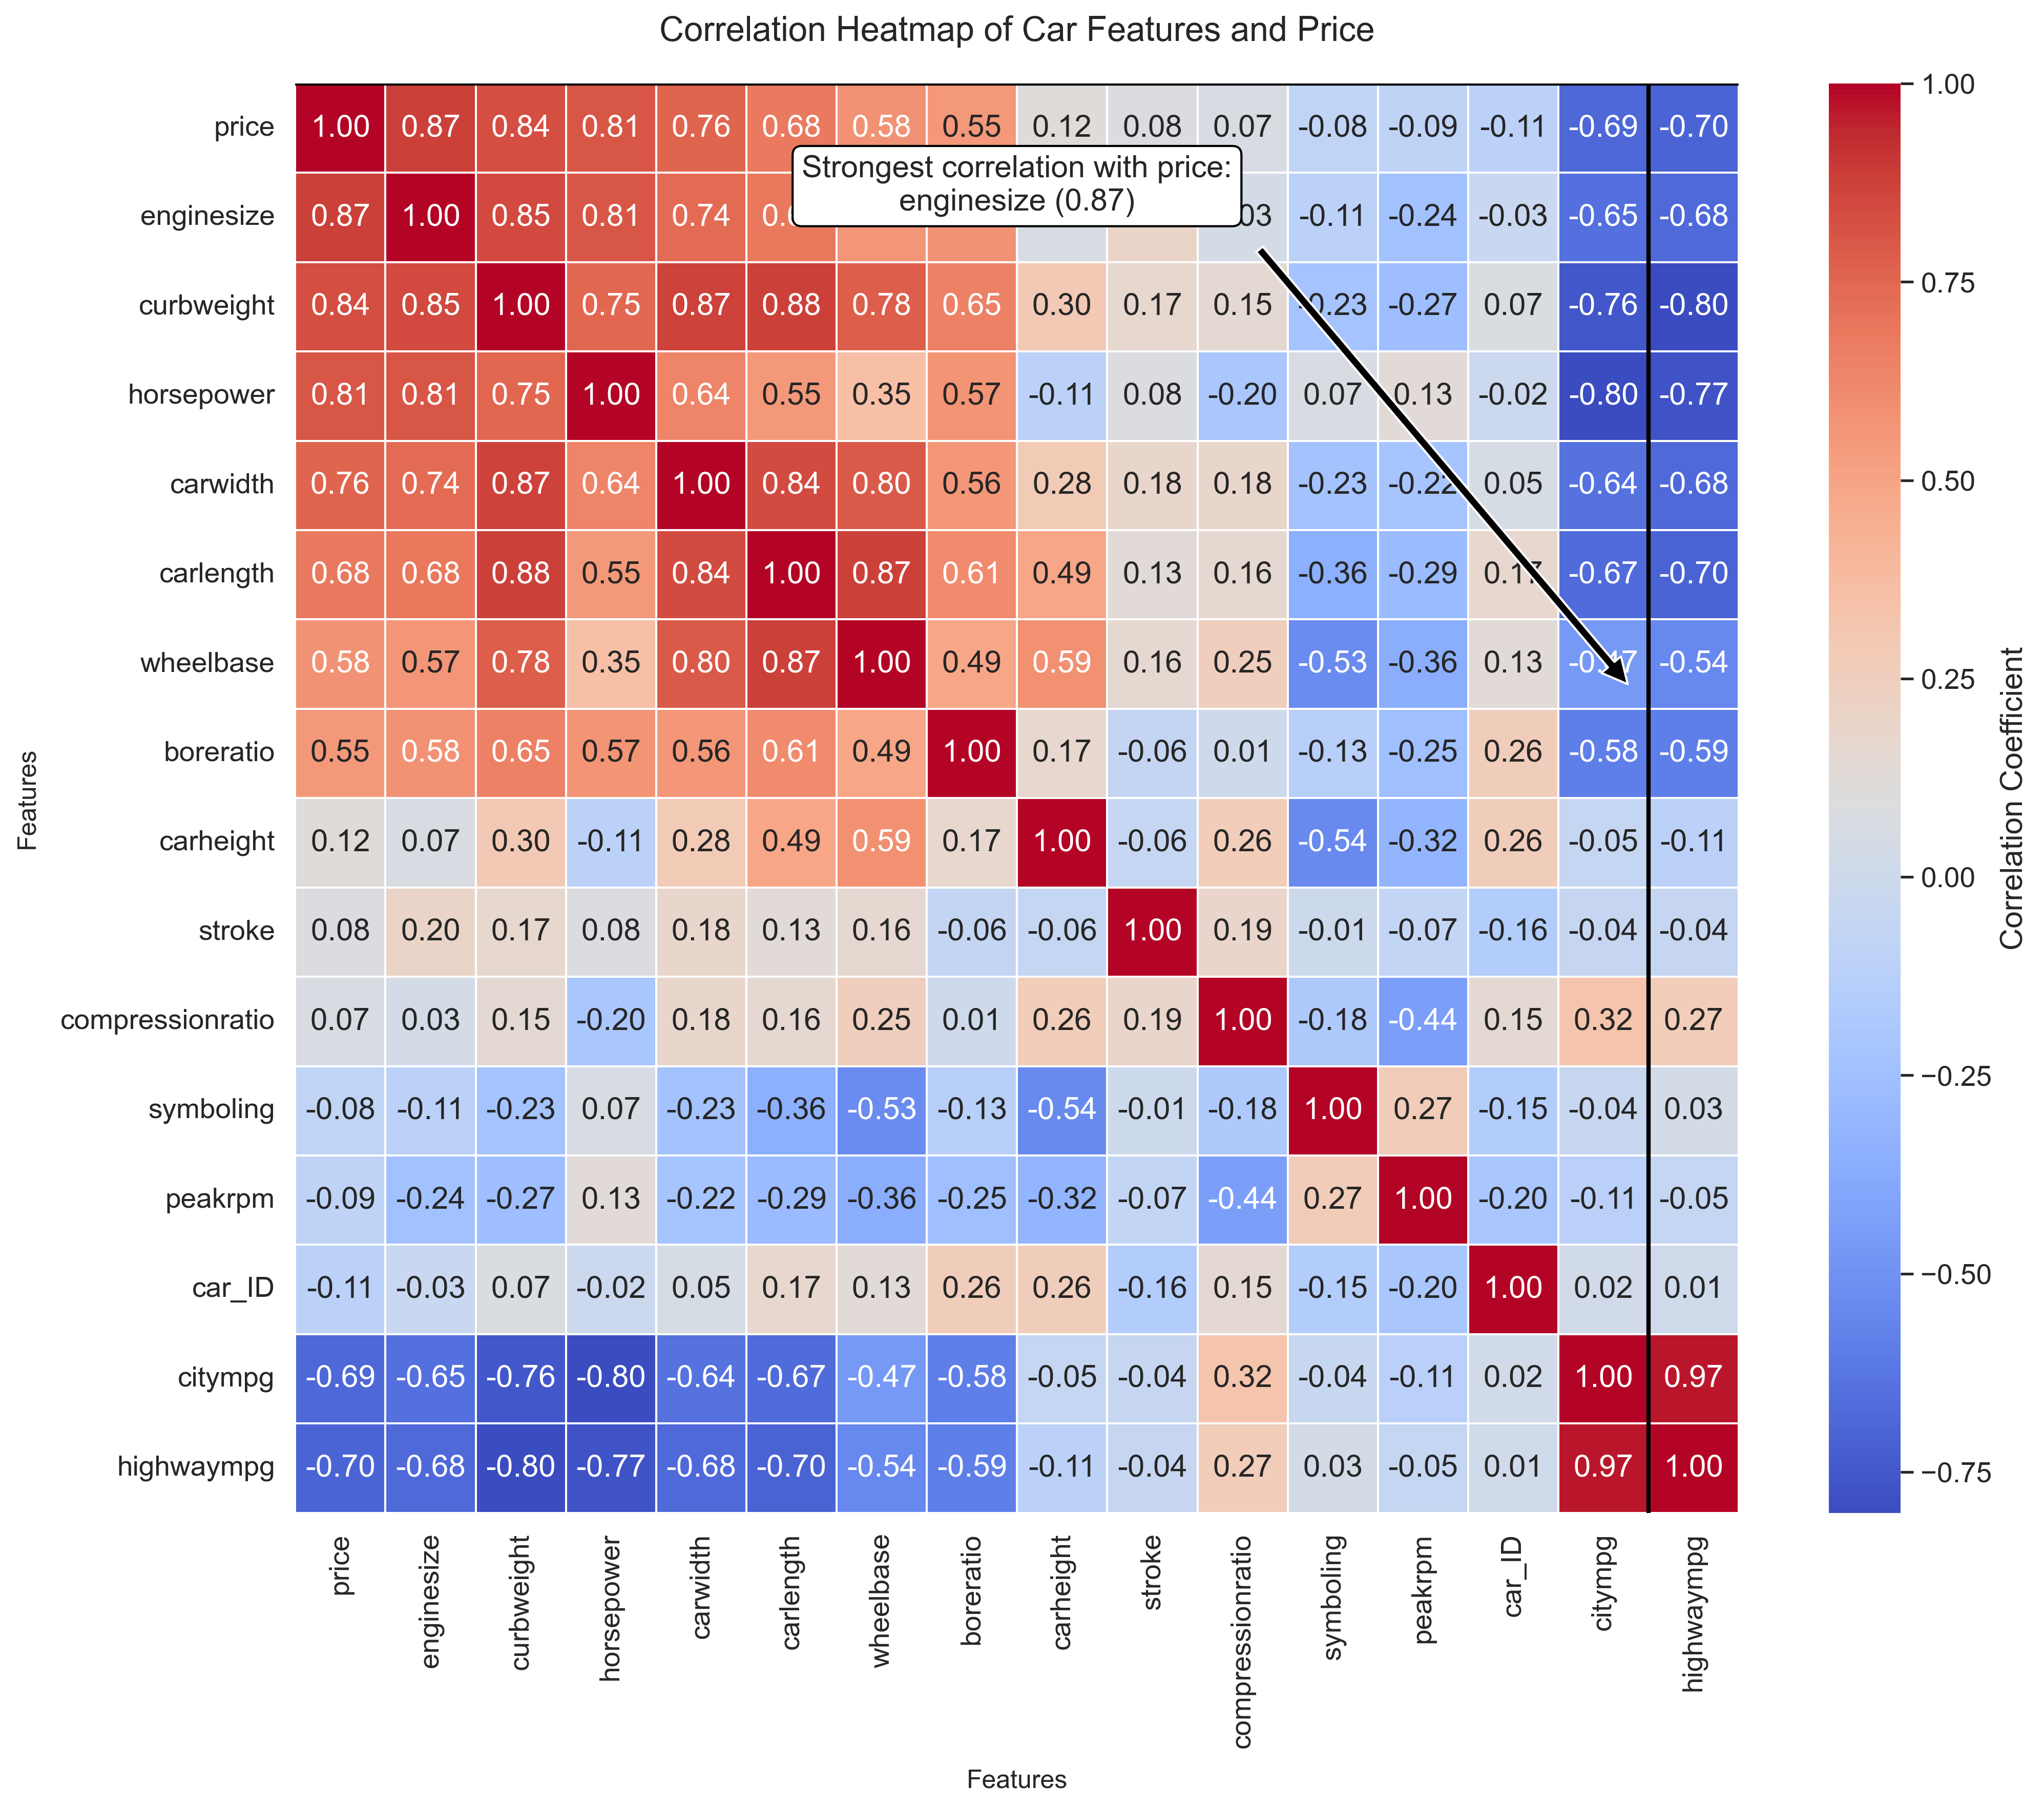 Correlation Heatmap of Car Features and Price
price 1.00 0.87 0.84 0.81 0.76 0.68 0.58 0.55 0.12 0.08 0.07 -0.08 -0.09 -0.11 -0.69 -0.70
Strongest correlation with price:
enginesize (0.87)
enginesize 0.87 1.00 0.85 0.81 0.74 -0.11 -0.24 -0.03 -0.65 -0.68
curbweight 0.84 0.85 1.00 0.75 0.87 0.88 0.78 0.65 0.30 0.17 0.15 -0.23 -0.27 0.07 -0.76 -0.80
horsepower 0.81 0.81 0.75 1.00 0.64 0.55 0.35 0.57 -0.11 0.08 -0.20 0.07 0.13 -0.02 -0.80 -0.77
carwidth 0.76 0.74 0.87 0.64 1.00 0.84 0.80 0.56 0.28 0.18 0.18 -0.23 -0.22 0.05 -0.64 -0.68
carlength 0.68 0.68 0.88 0.55 0.84 1.00 0.87 0.61 0.49 0.13 0.16 -0.36 -0.29 0.17 -0.67 -0.70
wheelbase 0.58 0.57 0.78 0.35 0.80 0.87 1.00 0.49 0.59 0.16 0.25 -0.53 -0.36 0.13 -0.47 -0.54
boreratio 0.55 0.58 0.65 0.57 0.56 0.61 0.49 1.00 0.17 -0.06 0.01 -0.13 -0.25 0.26 -0.58 -0.59
carheight 0.12 0.07 0.30 -0.11 0.28 0.49 0.59 0.17 1.00 -0.06 0.26 -0.54 -0.32 0.26 -0.05 -0.11
stroke 0.08 0.20 0.17 0.08 0.18 0.13 0.16 -0.06 -0.06 1.00 0.19 -0.01 -0.07 -0.16 -0.04 -0.04
compressionratio 0.07 0.03 0.15 -0.20 0.18 0.16 0.25 0.01 0.26 0.19 1.00 -0.18 -0.44 0.15 0.32 0.27
symboling -0.08 -0.11 -0.23 0.07 -0.23 -0.36 -0.53 -0.13 -0.54 -0.01 -0.18 1.00 0.27 -0.15 -0.04 0.03
peakrpm -0.09 -0.24 -0.27 0.13 -0.22 -0.29 -0.36 -0.25 -0.32 -0.07 -0.44 0.27 1.00 -0.20 -0.11 -0.05
car_ID -0.11 -0.03 0.07 -0.02 0.05 0.17 0.13 0.26 0.26 -0.16 0.15 -0.15 -0.20 1.00 0.02 0.01
citympg -0.69 -0.65 -0.76 -0.80 -0.64 -0.67 -0.47 -0.58 -0.05 -0.04 0.32 -0.04 -0.11 0.02 1.00 0.97
highwaympg -0.70 -0.68 -0.80 -0.77 -0.68 -0.70 -0.54 -0.59 -0.11 -0.04 0.27 0.03 -0.05 0.01 0.97 1.00
price enginesize curbweight horsepower carwidth carlength wheelbase boreratio carheight stroke compressionratio symboling peakrpm car_ID citympg highwaympg
Features
Features
1.00
0.75
0.50
0.25
0.00
−0.25
−0.50
−0.75
Correlation Coefficient